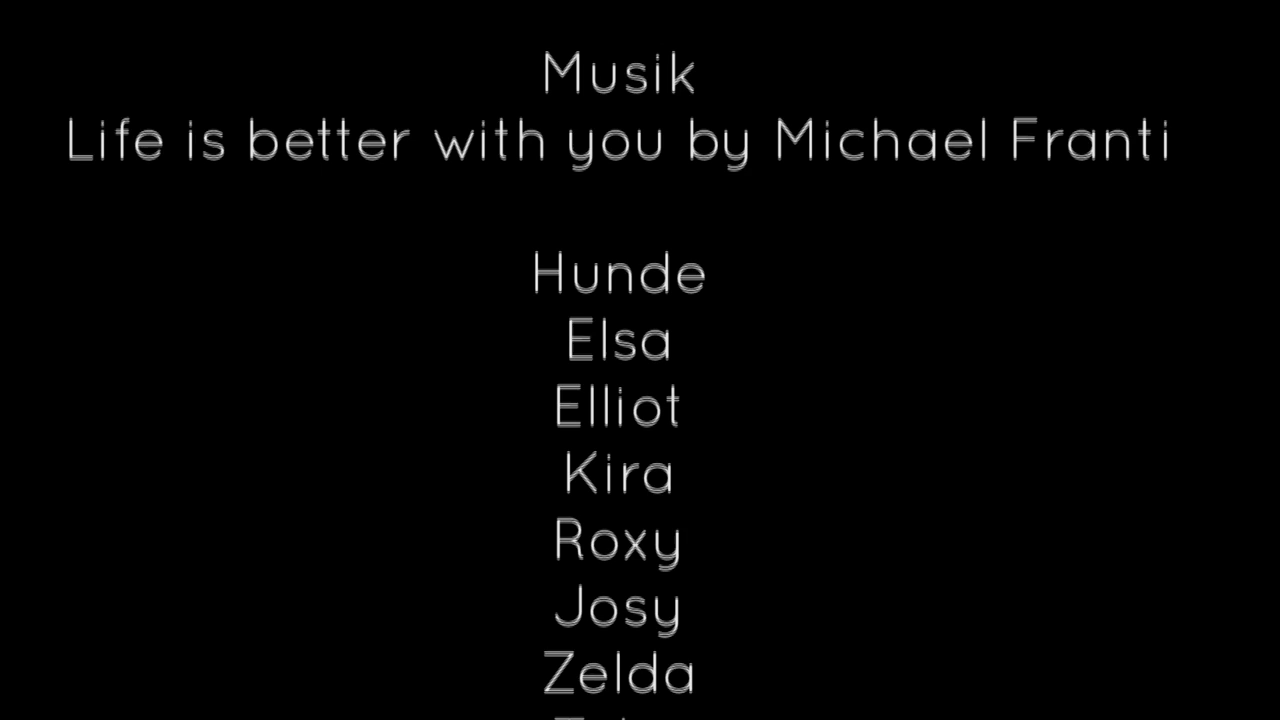 Musik
Life is better with you by Michael Franti
Hunde
Elsa
Elliot
Kira
Roxy
Josy
Zelda